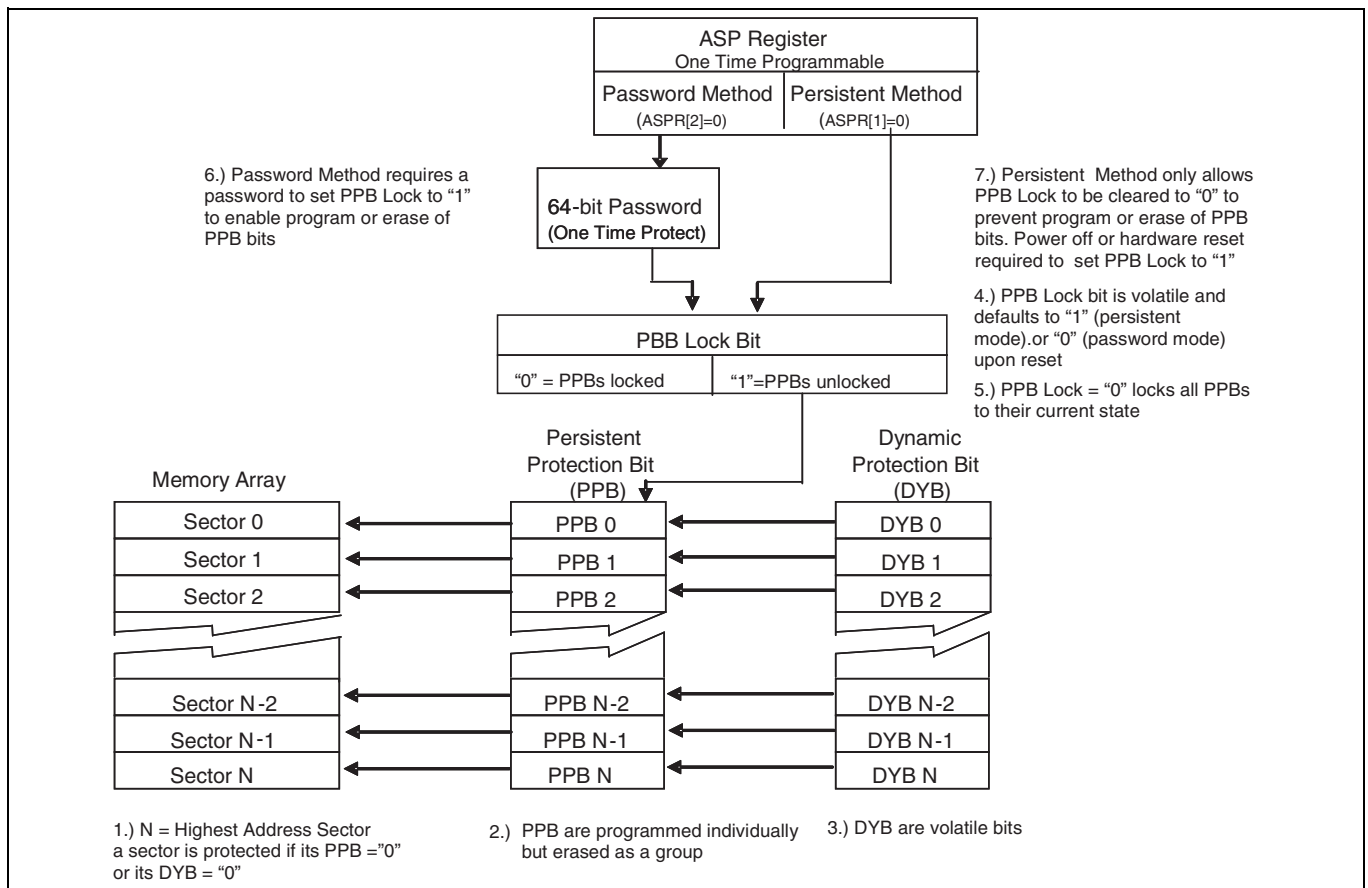 ASP Register
One Time Programmable
Password Method
(ASPR[2]=0)
Persistent Method
(ASPR[1]=0)
6.) Password Method requires a
password to set PPB Lock to “1”
to enable program or erase of
PPB bits
64-bit Password
(One Time Protect)
7.) Persistent Method only allows
PPB Lock to be cleared to “0” to
prevent program or erase of PPB
bits. Power off or hardware reset
required to set PPB Lock to “1”
4.) PPB Lock bit is volatile and
defaults to “1” (persistent
mode).or “0” (password mode)
upon reset
5.) PPB Lock = “0” locks all PPBs
to their current state
PBB Lock Bit
“0” = PPBs locked
“1”=PPBs unlocked
Memory Array
Persistent
Protection Bit
(PPB)
Dynamic
Protection Bit
(DYB)
Sector 0
PPB 0
DYB 0
Sector 1
PPB 1
DYB 1
Sector 2
PPB 2
DYB 2
Sector N-2
PPB N-2
DYB N-2
Sector N-1
PPB N-1
DYB N-1
Sector N
PPB N
DYB N
1.) N = Highest Address Sector
a sector is protected if its PPB =”0”
or its DYB = “0”
2.) PPB are programmed individually
but erased as a group
3.) DYB are volatile bits